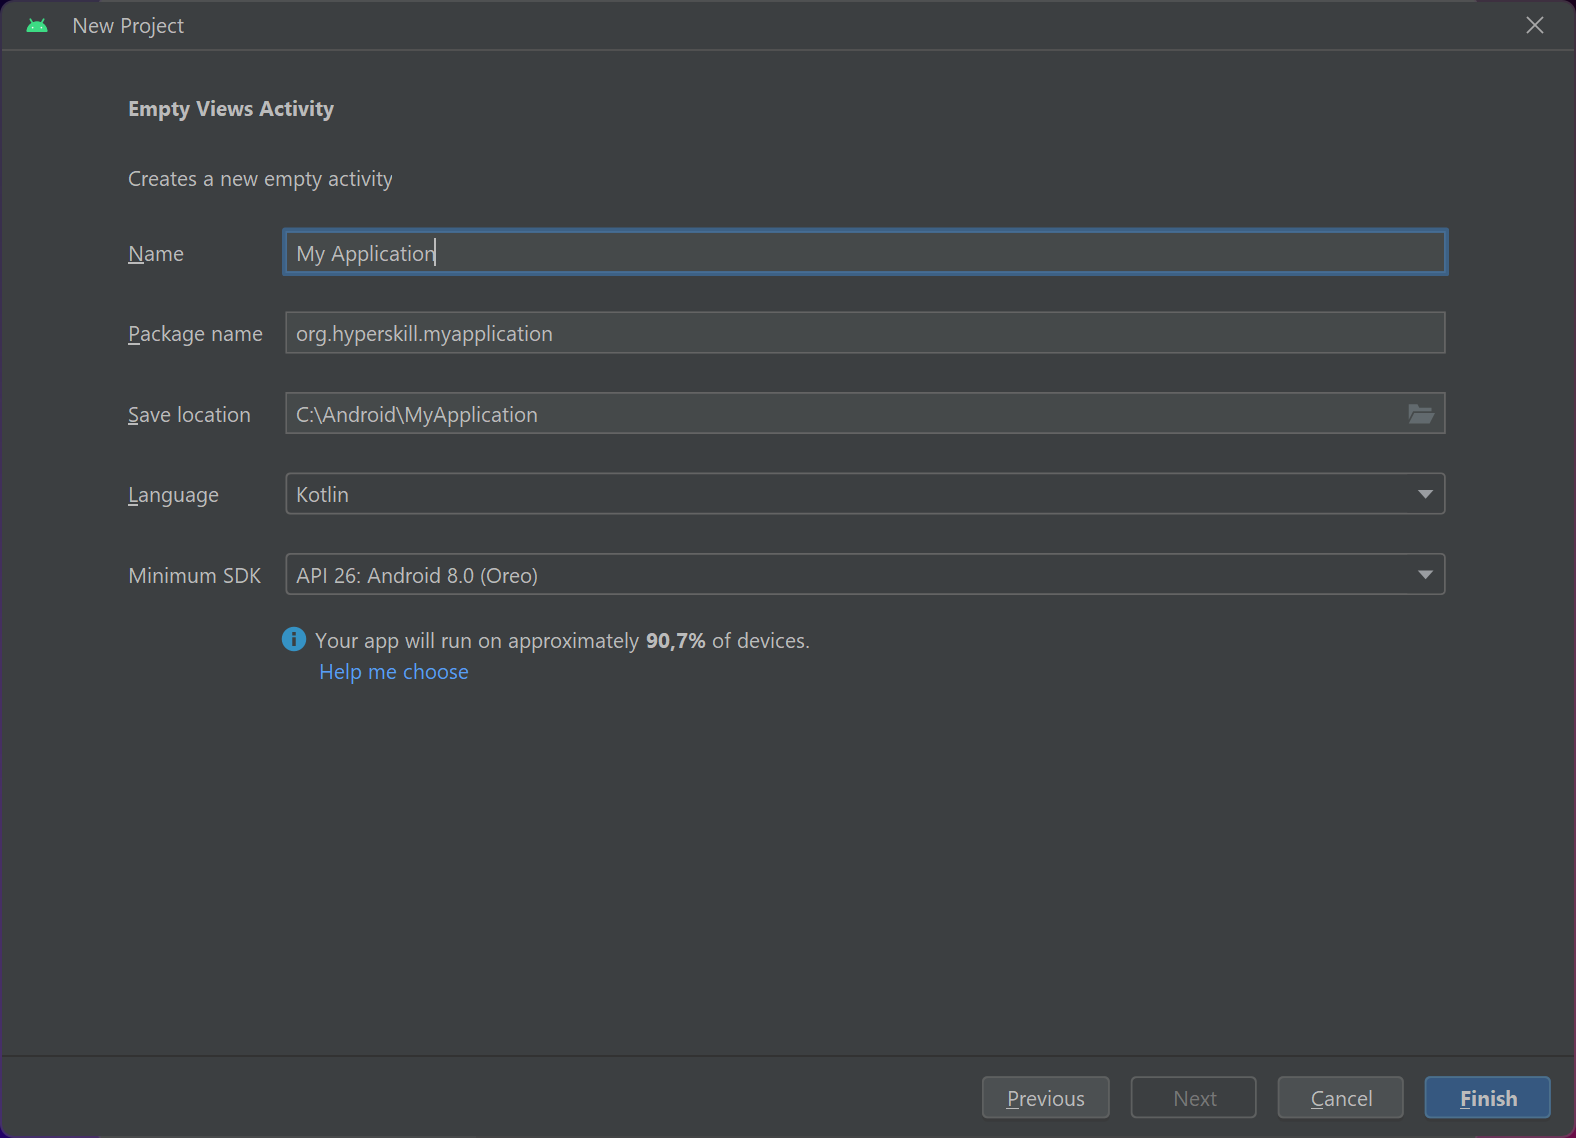 New Project
Empty Views Activity
Creates a new empty activity
Name My Application
Package name org.hyperskill.myapplication
Save location C:\Android\MyApplication
Language Kotlin
Minimum SDK API 26: Android 8.0 (Oreo)
Your app will run on approximately 90,7% of devices.
Help me choose
Previous Next Cancel Finish